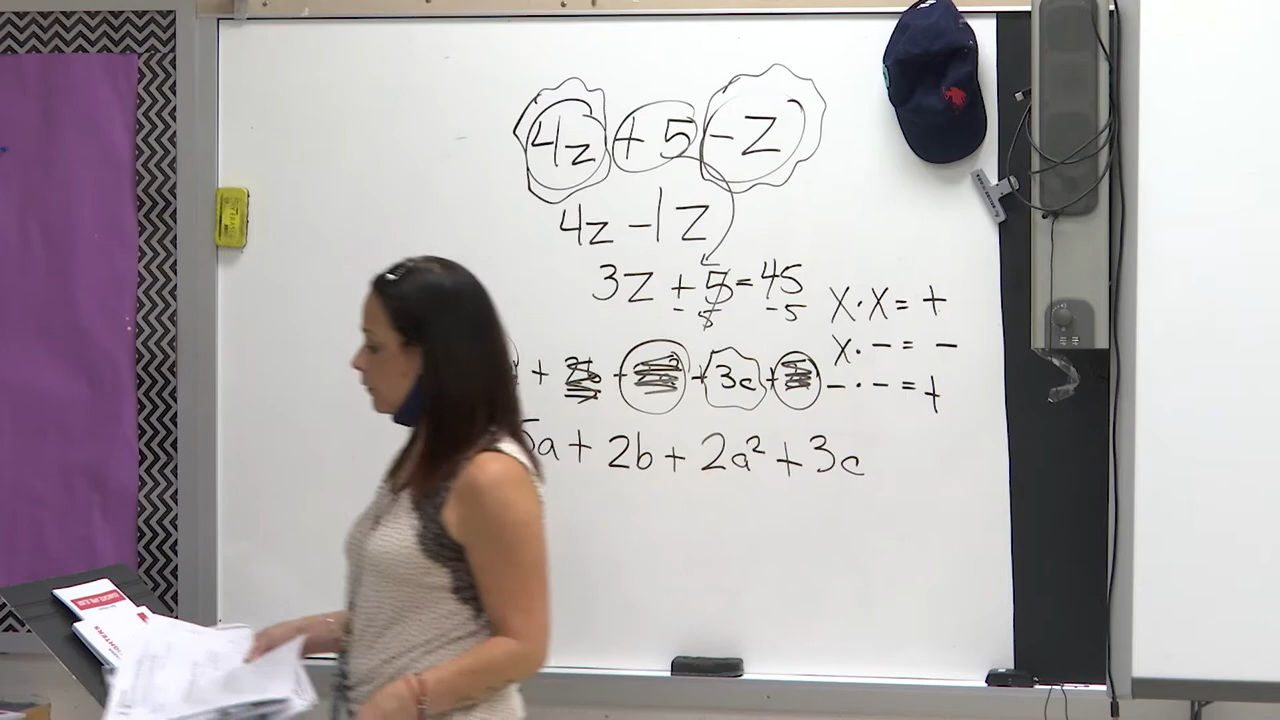 4z + 5 - z
4z - 1z
3z + 5 = 45
- 5 - 5
x · x = +
x · - = -
- · - = +
+ 3c +
5a + 2b + 2a² + 3c